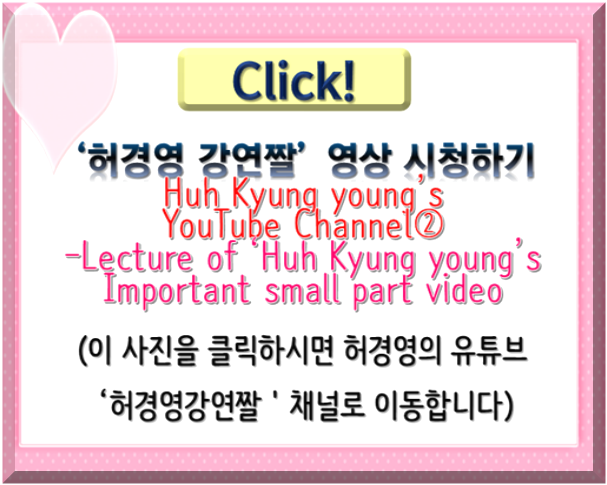 Click!
‘허경영 강연짤’ 영상 시청하기
Huh Kyung young's
YouTube Channel②
-Lecture of ‘Huh Kyung young's
Important small part video
(이 사진을 클릭하시면 허경영의 유튜브
‘허경영강연짤 ' 채널로 이동합니다)